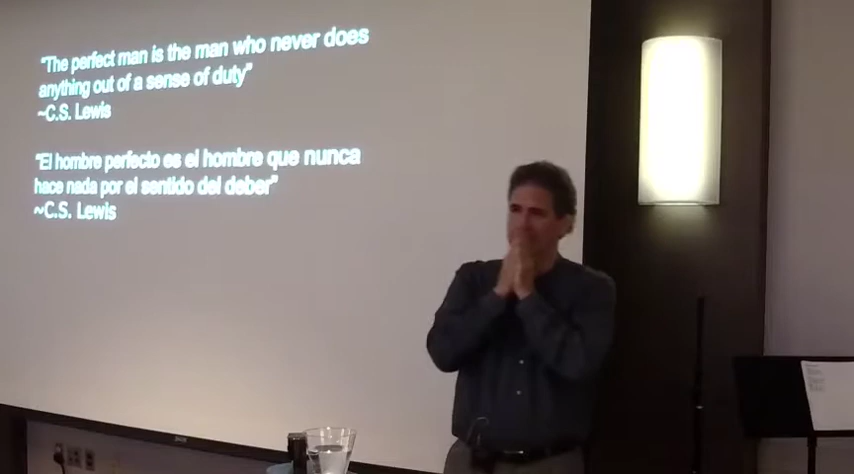 "The perfect man is the man who never does
anything out of a sense of duty"
~C.S. Lewis
"El hombre perfecto es el hombre que nunca
hace nada por el sentido del deber"
~C.S. Lewis